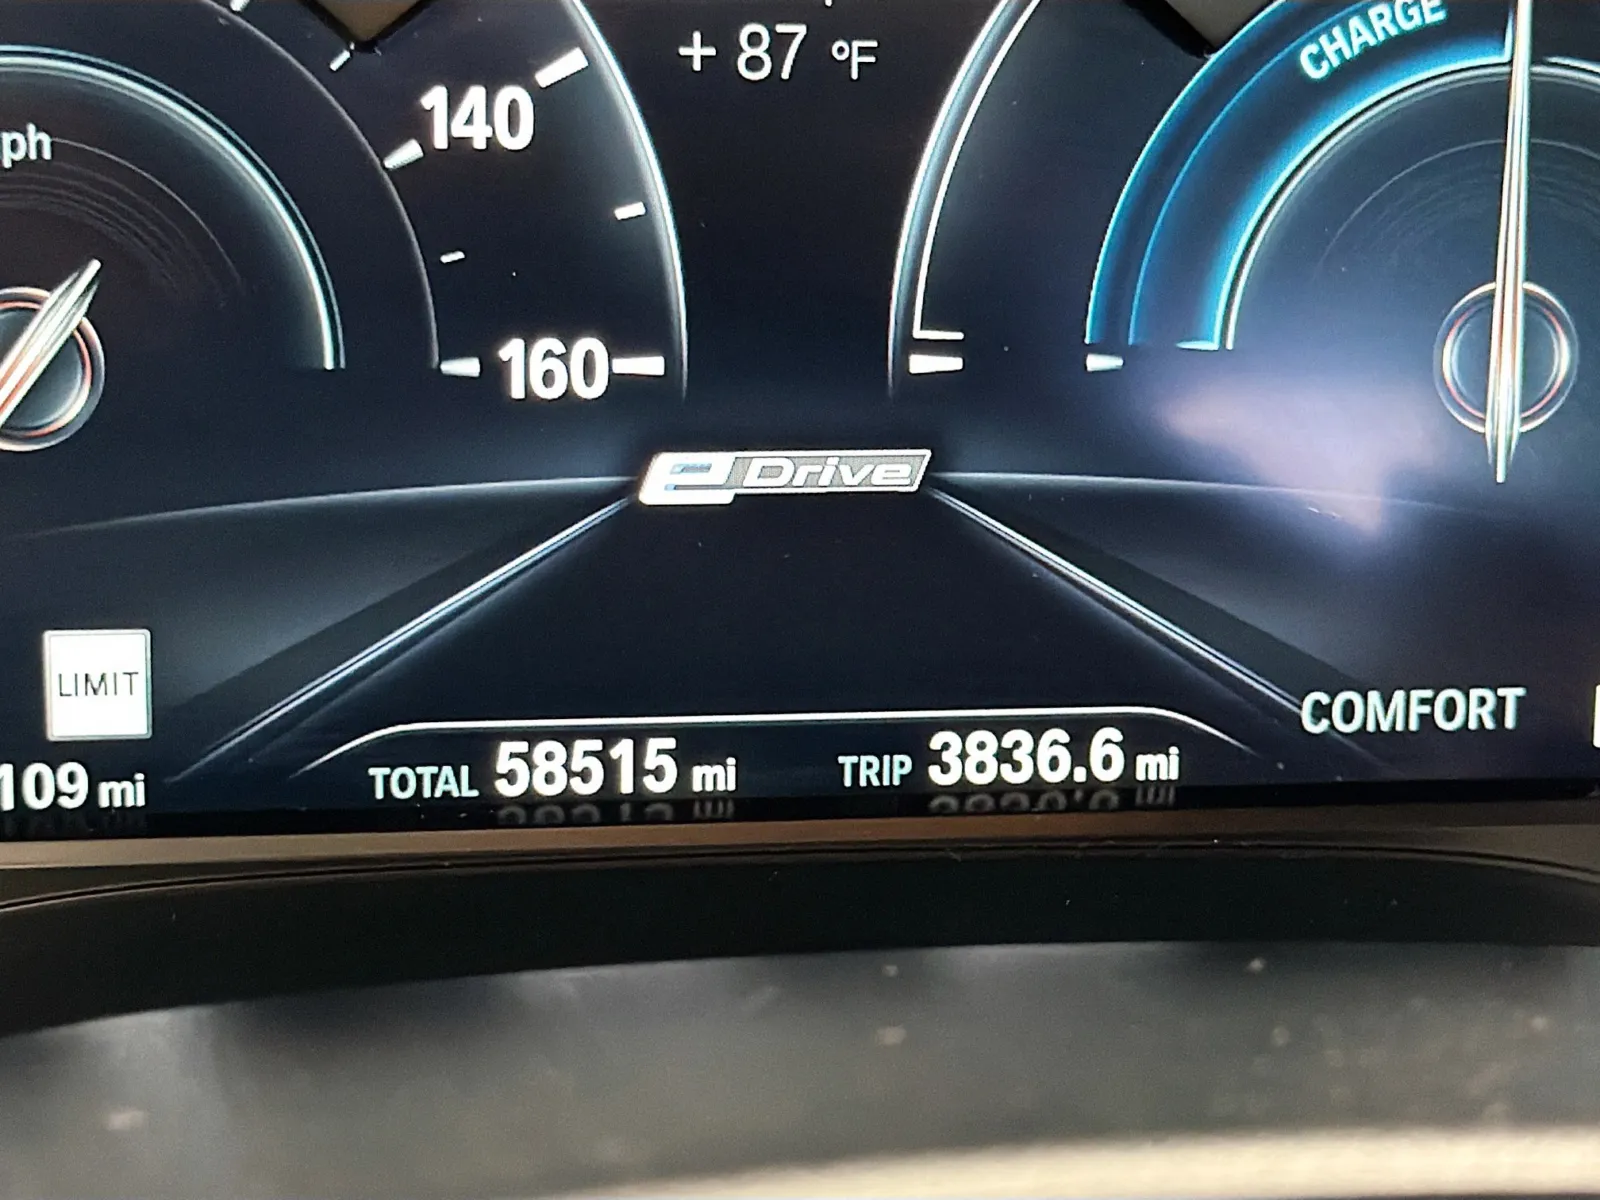 CHARGE
+ 87 °F
140
ph
160
eDrive
LIMIT
COMFORT
109 mi
TOTAL 58515 mi
TRIP 3836.6 mi